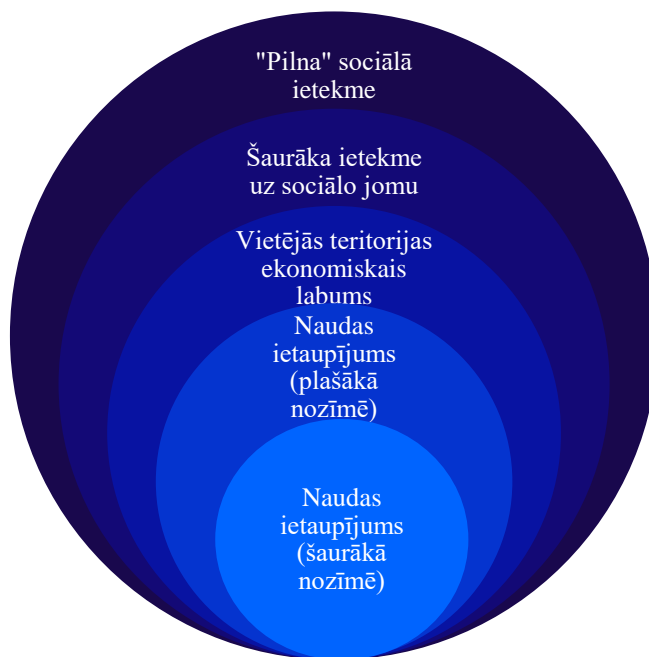 "Pilna" sociālā
ietekme
Šaurāka ietekme
uz sociālo jomu
Vietējās teritorijas
ekonomiskais
labums
Naudas
ietaupījums
(plašākā
nozīmē)
Naudas
ietaupījums
(šaurākā
nozīmē)